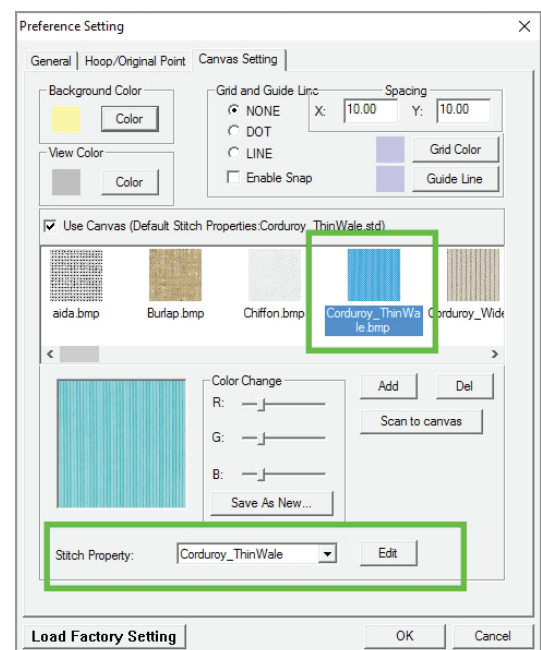 Preference Setting
General
Hoop/Original Point
Canvas Setting
Background Color
Color
View Color
Color
Grid and Guide Line
NONE
DOT
LINE
Enable Snap
Spacing
X: 10.00 Y: 10.00
Grid Color
Guide Line
Use Canvas (Default Stitch Properties:Corduroy_ThinWale.std)
aida.bmp
Burlap.bmp
Chiffon.bmp
Corduroy_ThinWa
le.bmp
Corduroy_Wide
Color Change
R:
G:
B:
Save As New...
Add
Del
Scan to canvas
Stitch Property:
Corduroy_ThinWale
Edit
Load Factory Setting
OK
Cancel